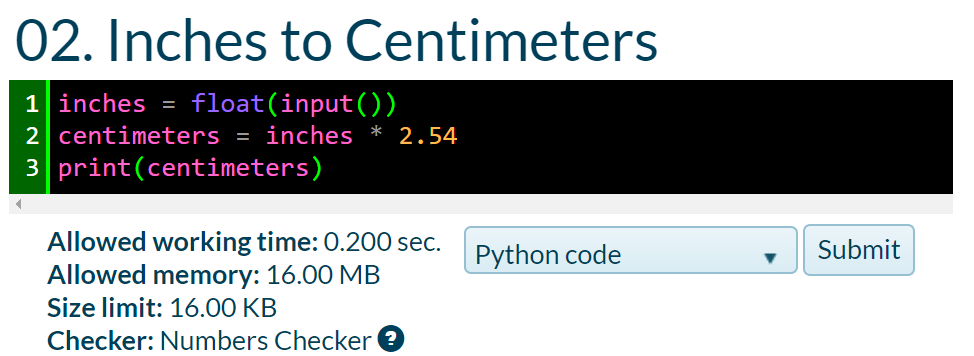 02. Inches to Centimeters
1 inches = float(input())
2 centimeters = inches * 2.54
3 print(centimeters)
Allowed working time: 0.200 sec.
Python code
Submit
Allowed memory: 16.00 MB
Size limit: 16.00 KB
Checker: Numbers Checker ?